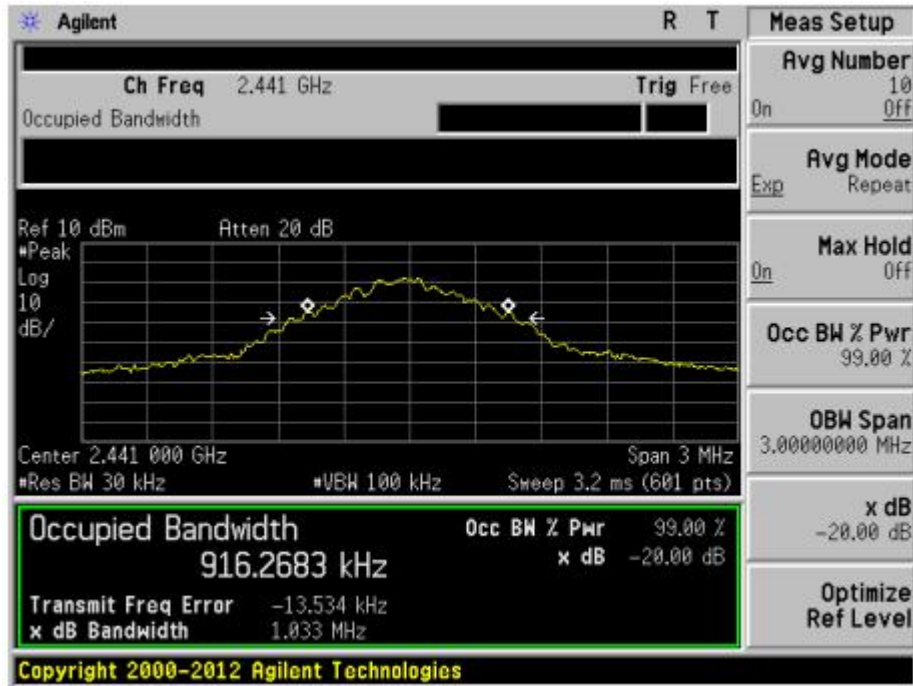 Agilent R T
Ch Freq 2.441 GHz Trig Free
Occupied Bandwidth
Ref 10 dBm Atten 20 dB
#Peak
Log
10
dB/
Center 2.441 000 GHz Span 3 MHz
#Res BW 30 kHz #VBW 100 kHz Sweep 3.2 ms (601 pts)
Occupied Bandwidth Occ BW % Pwr 99.00 %
916.2683 kHz x dB -20.00 dB
Transmit Freq Error -13.534 kHz
x dB Bandwidth 1.033 MHz
Copyright 2000-2012 Agilent Technologies
Meas Setup
Avg Number
10
On Off
Avg Mode
Exp Repeat
Max Hold
On Off
Occ BW % Pwr
99.00 %
OBW Span
3.00000000 MHz
x dB
-20.00 dB
Optimize
Ref Level